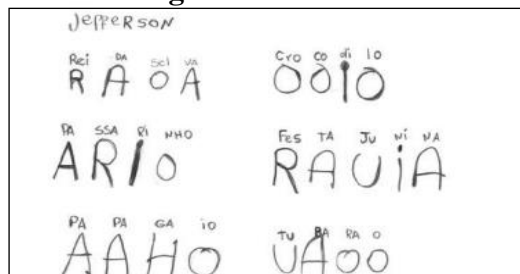 JEFFERSON
Rei DA Sel VA
R A O A
Cro co di lo
O O I O
PA SSA Ri NHO
A R I O
Fes TA Ju Ni NA
R A U i A
PA PA GA io
A A H O
TU BA RA O
U A O O